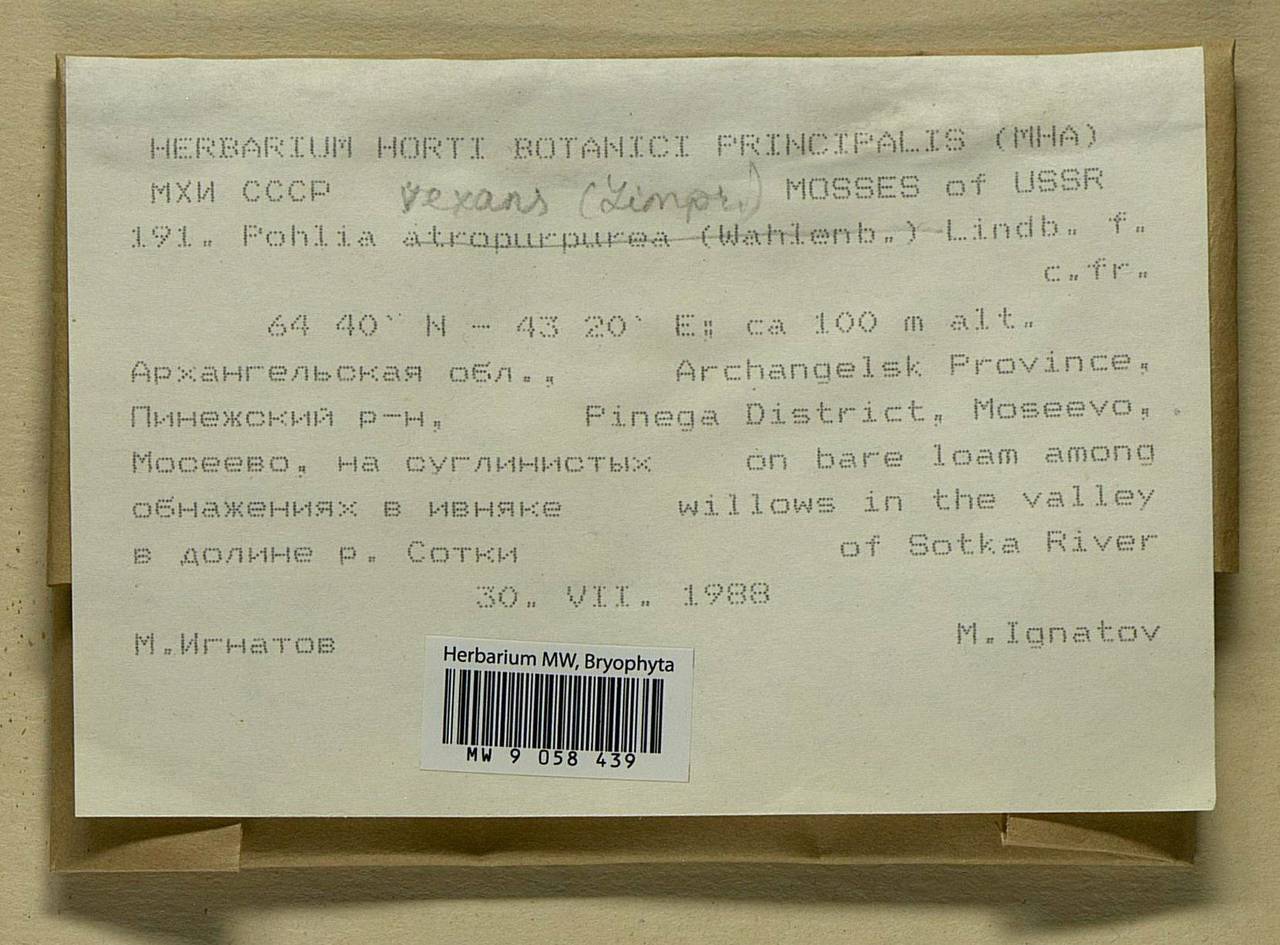 HERBARIUM HORTI BOTANICI PRINCIPALIS (MHA)
МХИ СССР vexans (Limpr.) MOSSES of USSR
191. Pohlia atropurpurea (Wahlenb.) Lindb. f.
c.fr.
64 40` N - 43 20` E; ca 100 m alt.
Архангельская обл., Archangelsk Province,
Пинежский р-н, Pinega District, Moseevo,
Мосеево, на суглинистых on bare loam among
обнажениях в ивняке willows in the valley
в долине р. Сотки of Sotka River
30. VII. 1988
М.Игнатов M.Ignatov
Herbarium MW, Bryophyta
MW 9 058 439